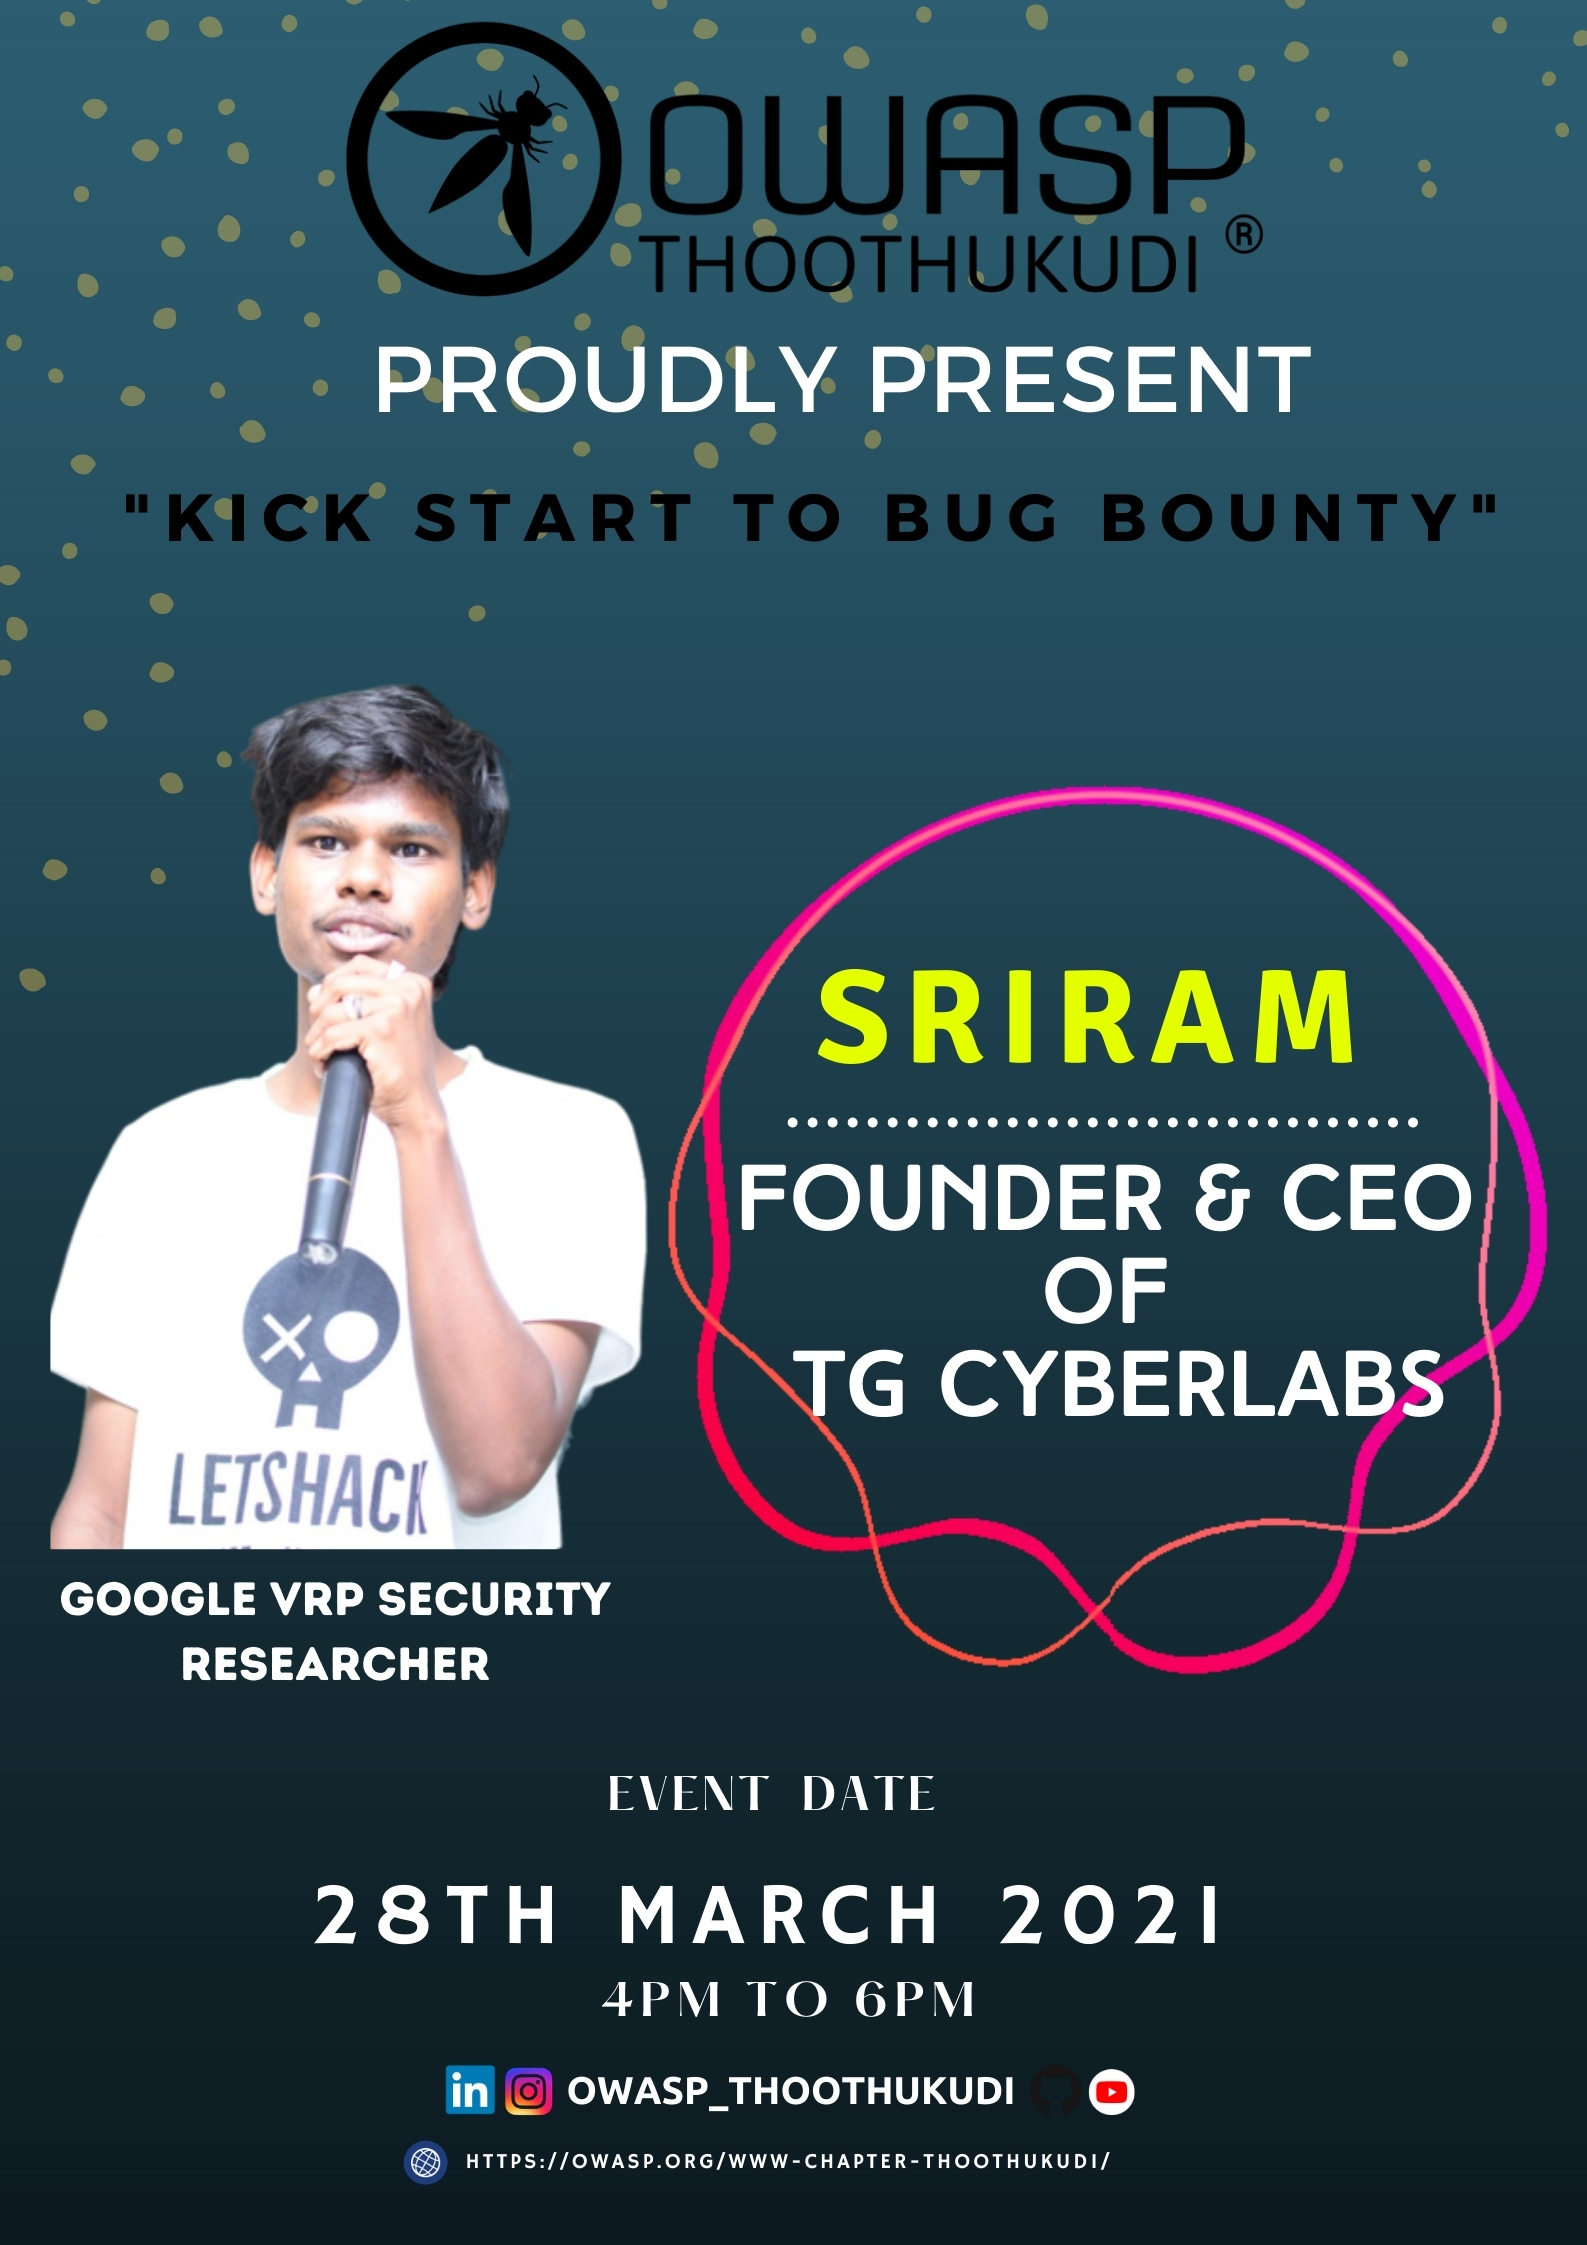 OWASP
THOOTHUKUDI ®
PROUDLY PRESENT
"KICK START TO BUG BOUNTY"
SRIRAM
FOUNDER & CEO
OF
TG CYBERLABS
LETSHACK
GOOGLE VRP SECURITY
RESEARCHER
EVENT DATE
28TH MARCH 2021
4PM TO 6PM
in OWASP_THOOTHUKUDI
HTTPS://OWASP.ORG/WWW-CHAPTER-THOOTHUKUDI/